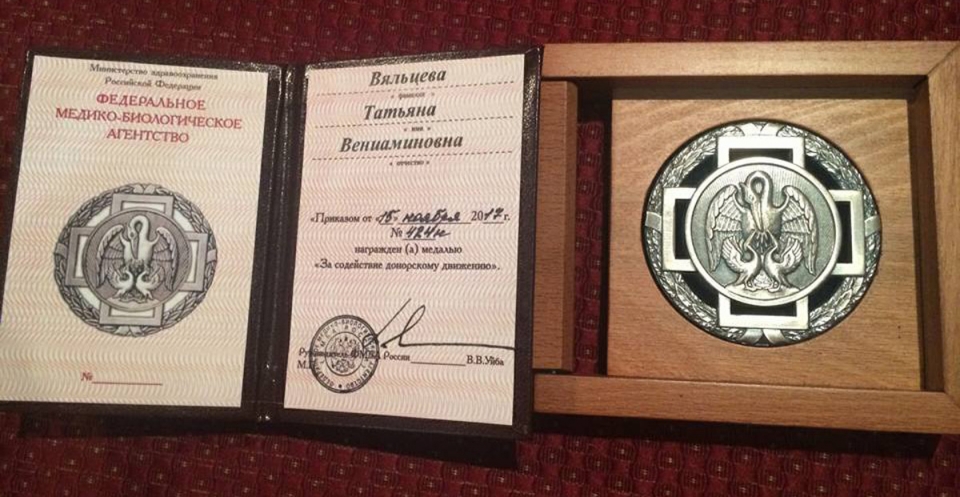 Министерство здравоохранения
Российской Федерации
ФЕДЕРАЛЬНОЕ
МЕДИКО-БИОЛОГИЧЕСКОЕ
АГЕНТСТВО
№
Вяльцева
« фамилия »
Татьяна
« имя »
Вениаминовна
« отчество »
«Приказом от «15» ноября 2017 г.
№ 424н
награжден (а) медалью
«За содействие донорскому движению».
Руководитель ФМБА России В.В.Уйба
М.П.